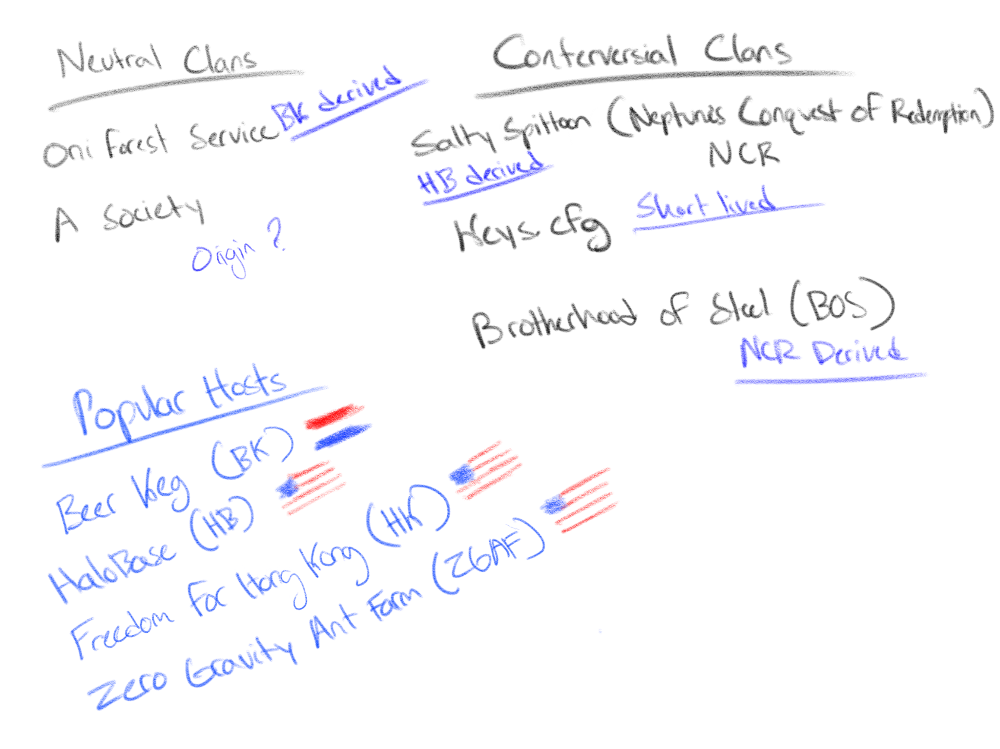 Neutral Clans
Oni Forest Service BK derived
A Society
Origin ?
Conterversial Clans
Salty Spittoon (Neptune's Conquest of Redemption)
NCR
HB derived
Keys.cfg Short lived
Brotherhood of Steel (BOS)
NCR Derived
Popular Hosts
Beer Keg (BK)
HaloBase (HB)
Freedom For Hong Kong (HK)
Zero Gravity Ant Farm (ZGAF)